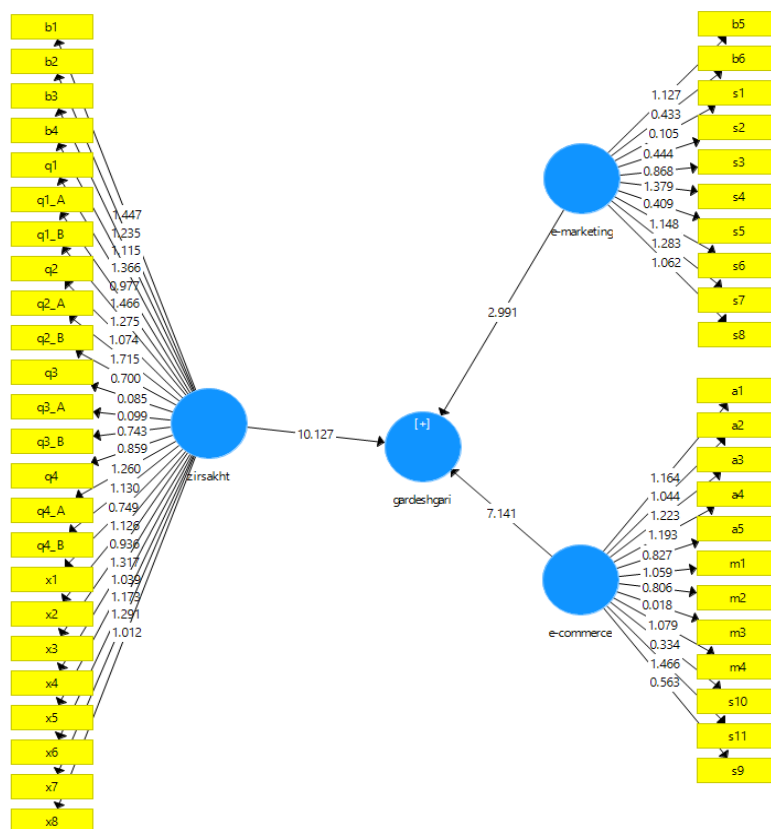 b1
b2
b3
b4
q1
q1_A
q1_B
q2
q2_A
q2_B
q3
q3_A
q3_B
q4
q4_A
q4_B
x1
x2
x3
x4
x5
x6
x7
x8
1.447
1.235
1.115
1.366
0.977
1.466
1.275
1.074
1.715
0.700
0.085
0.099
0.743
0.859
1.260
1.130
0.749
1.126
0.936
1.317
1.039
1.173
1.291
1.012
zirsakht
10.127
[+]
gardeshgari
2.991
7.141
e-marketing
1.127
0.433
0.105
0.444
0.868
1.379
0.409
1.148
1.283
1.062
b5
b6
s1
s2
s3
s4
s5
s6
s7
s8
e-commerce
1.164
1.044
1.223
1.193
0.827
1.059
0.806
0.018
1.079
0.334
1.466
0.563
a1
a2
a3
a4
a5
m1
m2
m3
m4
s10
s11
s9